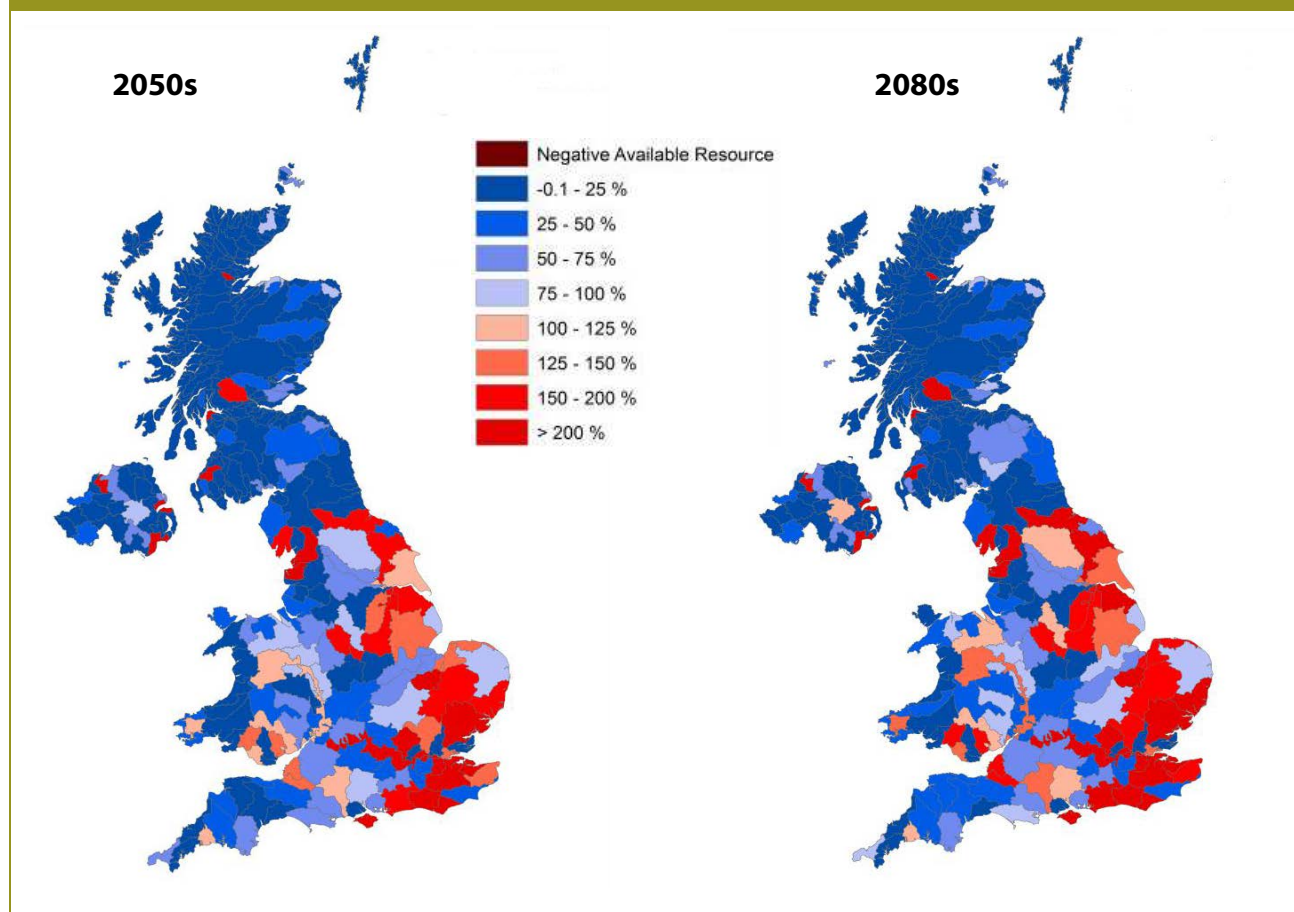 2050s
2080s
Negative Available Resource
-0.1 - 25 %
25 - 50 %
50 - 75 %
75 - 100 %
100 - 125 %
125 - 150 %
150 - 200 %
> 200 %